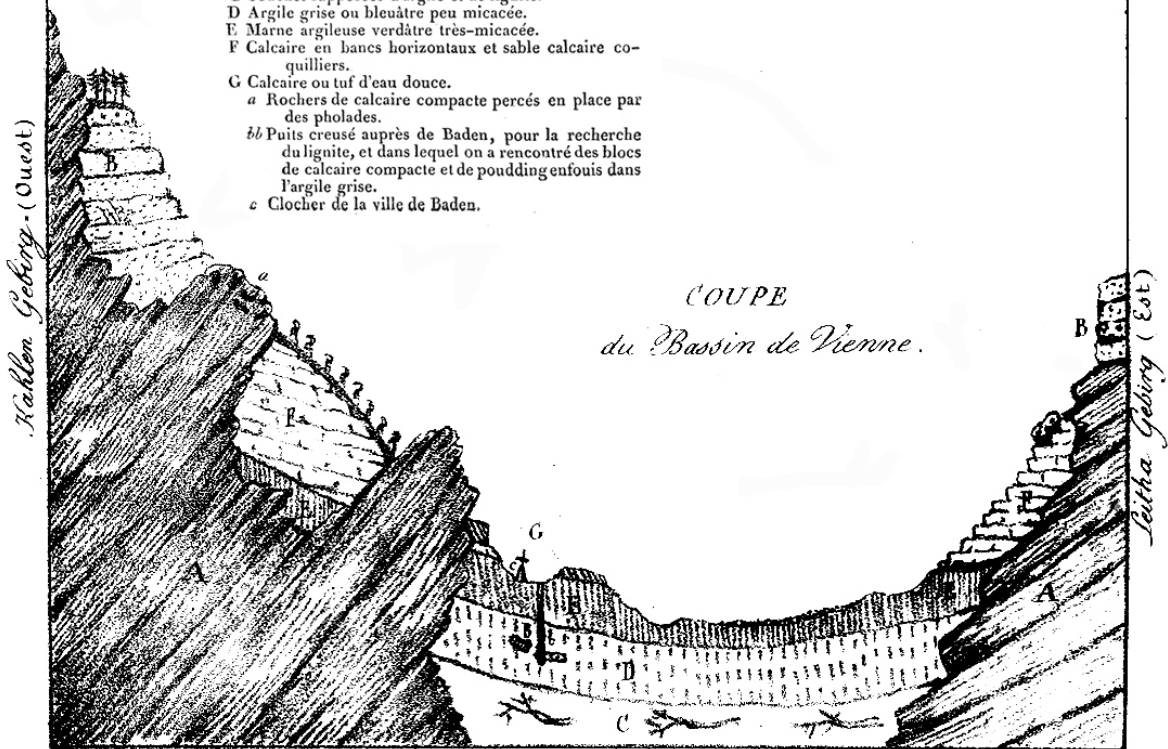 D Argile grise ou bleuâtre peu micacée.
E Marne argileuse verdâtre très-micacée.
F Calcaire en bancs horizontaux et sable calcaire co-
quilliers.
G Calcaire ou tuf d'eau douce.
a Rochers de calcaire compacte percés en place par
des pholades.
bb Puits creusé auprès de Baden, pour la recherche
du lignite, et dans lequel on a rencontré des blocs
de calcaire compacte et de poudding enfouis dans
l'argile grise.
c Clocher de la ville de Baden.
Kahlen Gebirg - (Ouest)
B
a
COUPE
du Bassin de Vienne.
B
Leitha Gebirg (Est)
F
F
E
G
A
A
E
D
C